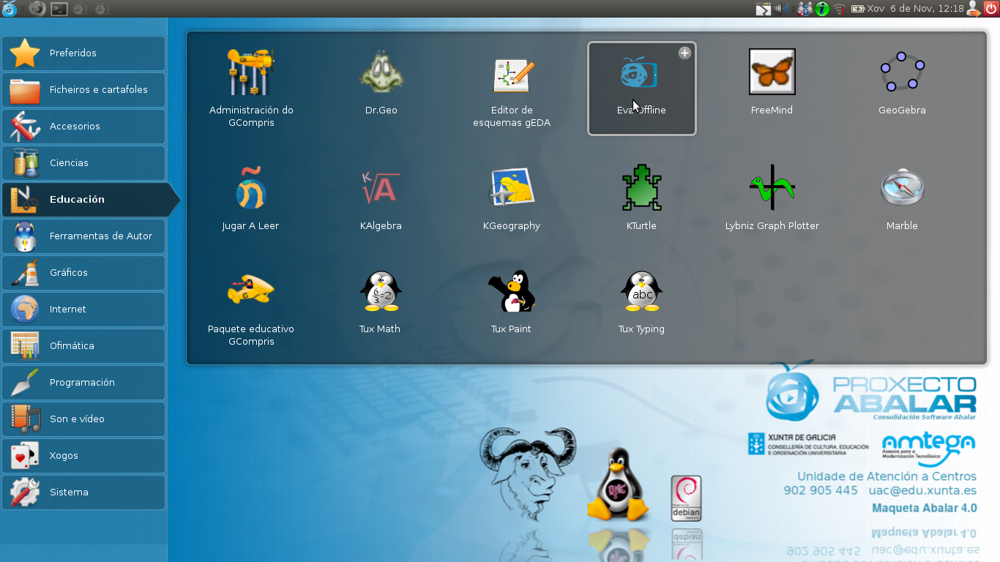 Xov 6 de Nov, 12:18
Preferidos
Ficheiros e cartafoles
Accesorios
Ciencias
Educación
Ferramentas de Autor
Gráficos
Internet
Ofimática
Programación
Son e vídeo
Xogos
Sistema
Administración do
GCompris
Dr.Geo
Editor de
esquemas gEDA
Eva Offline
FreeMind
GeoGebra
Jugar A Leer
KAlgebra
KGeography
KTurtle
Lybniz Graph Plotter
Marble
Paquete educativo
GCompris
Tux Math
Tux Paint
Tux Typing
6/3=2
abc
PROXECTO
ABALAR
Consolidación Software Abalar
XUNTA DE GALICIA
CONSELLERÍA DE CULTURA, EDUCACIÓN
E ORDENACIÓN UNIVERSITARIA
amtega
Axencia para a
Modernización Tecnolóxica
Unidade de Atención a Centros
902 905 445 uac@edu.xunta.es
Maqueta Abalar 4.0
debian